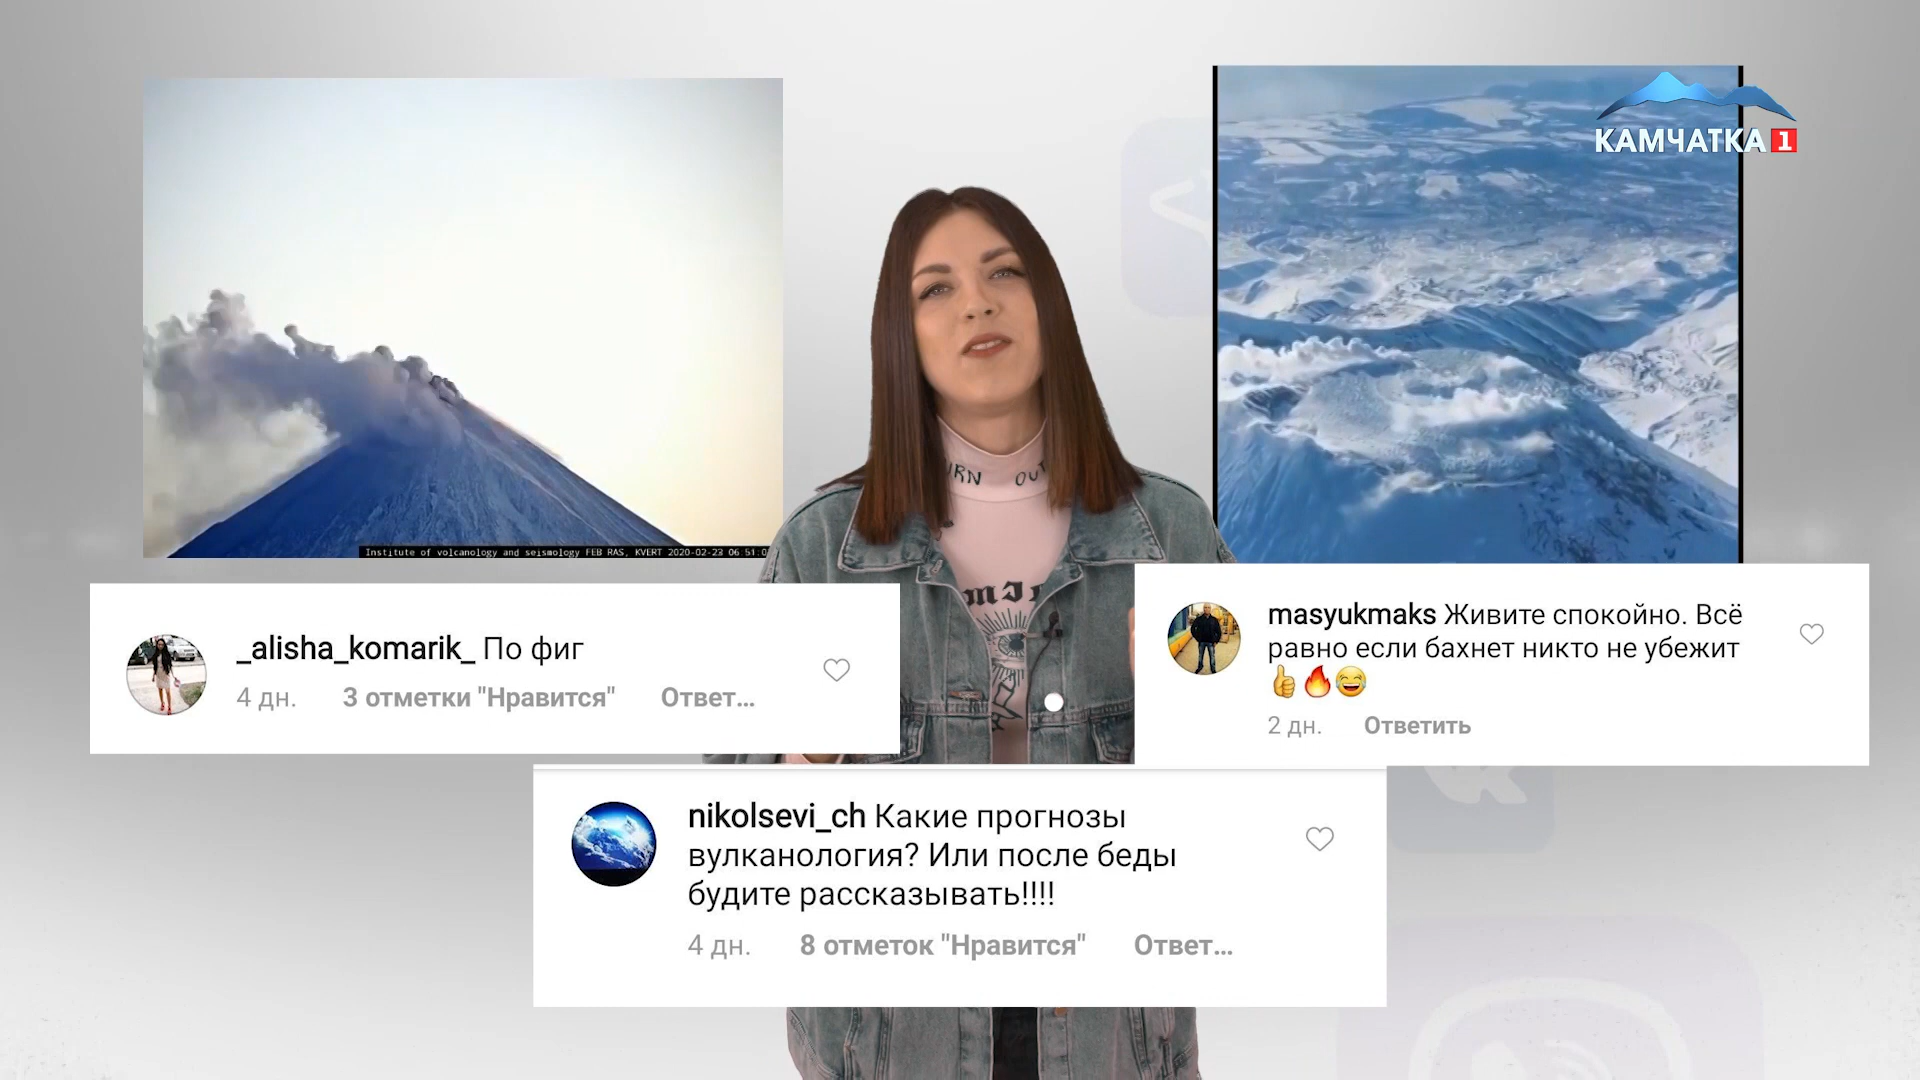 КАМЧАТКА 1
Institute of volcanology and seismology FEB RAS, KVERT 2020-02-23 06:51:0
OUT
_alisha_komarik_ По фиг
4 дн. 3 отметки "Нравится" Ответ...
masyukmaks Живите спокойно. Всё
равно если бахнет никто не убежит
👍🔥😂
2 дн. Ответить
nikolsevi_ch Какие прогнозы
вулканология? Или после беды
будите рассказывать!!!!
4 дн. 8 отметок "Нравится" Ответ...